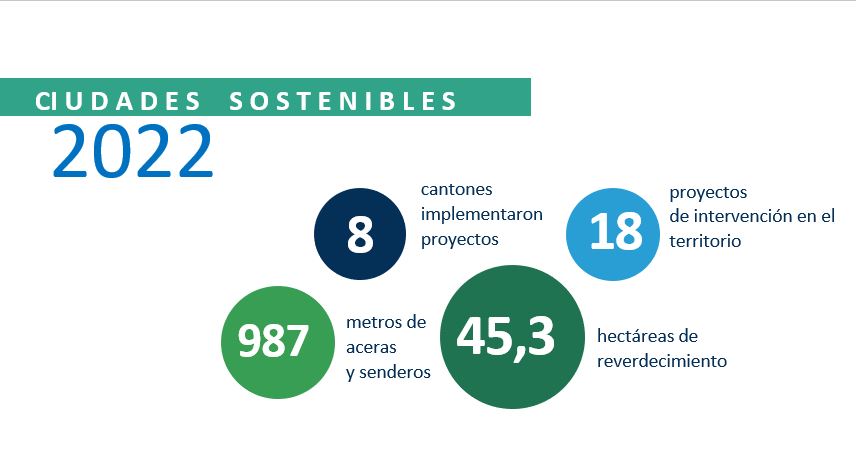 CIUDADES SOSTENIBLES
2022
8
cantones
implementaron
proyectos
18
proyectos
de intervención en el
territorio
987
metros de
aceras
y senderos
45,3
hectáreas de
reverdecimiento